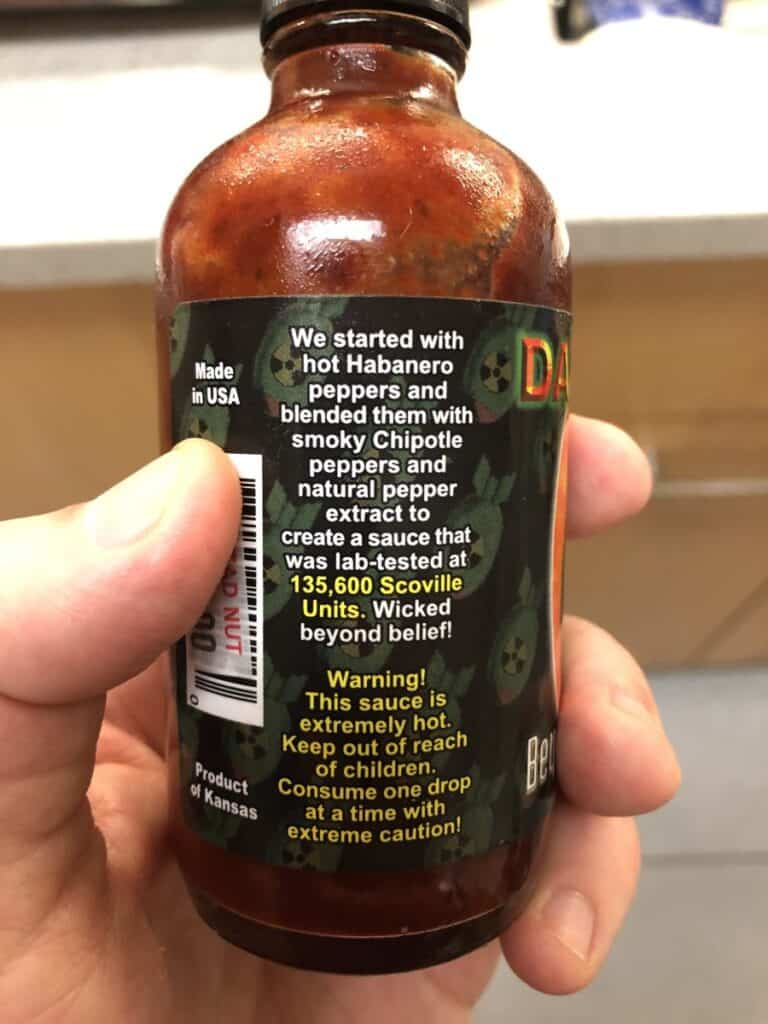 Made
in USA
We started with
hot Habanero
peppers and
blended them with
smoky Chipotle
peppers and
natural pepper
extract to
create a sauce that
was lab-tested at
135,600 Scoville
Units. Wicked
beyond belief!
Warning!
This sauce is
extremely hot.
Keep out of reach
of children.
Consume one drop
at a time with
extreme caution!
NUT
0
Product
of Kansas
DA